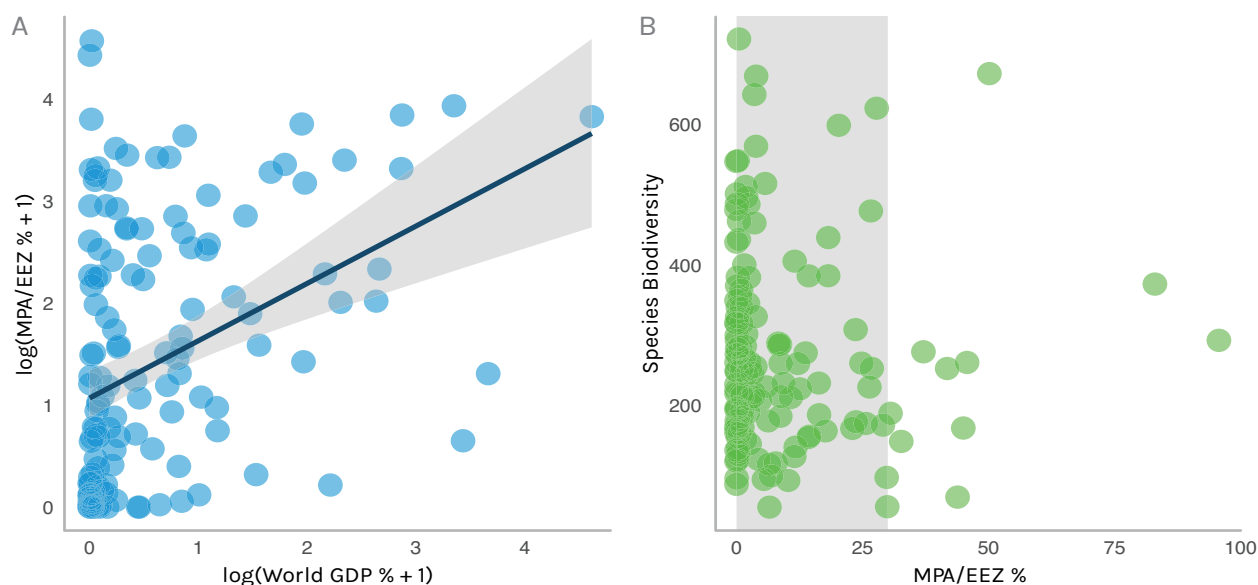 A
log(MPA/EEZ % + 1)
4
3
2
1
0
0 1 2 3 4
log(World GDP % + 1)
B
Species Biodiversity
600
400
200
0 25 50 75 100
MPA/EEZ %